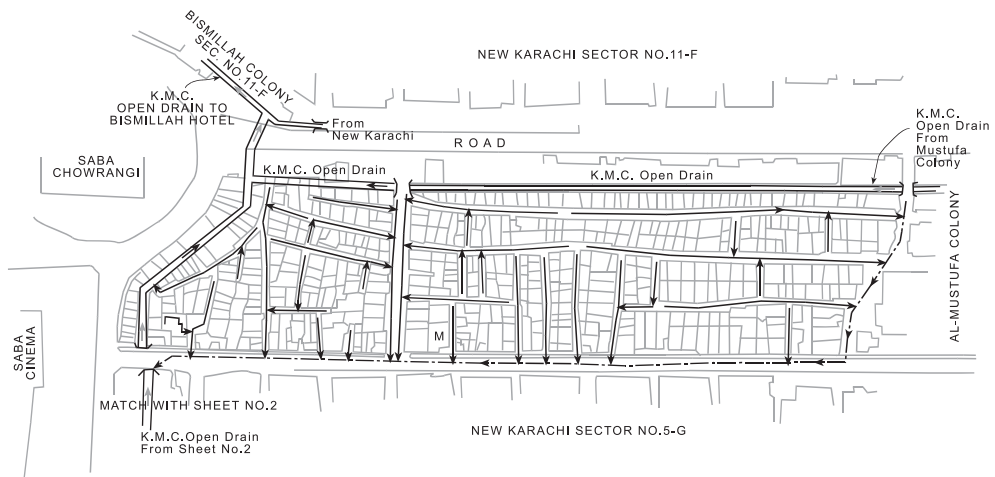 BISMILLAH COLONY
SEC. NO.11-F
NEW KARACHI SECTOR NO.11-F
K.M.C.
OPEN DRAIN TO
BISMILLAH HOTEL
From
New Karachi
ROAD
K.M.C.
Open Drain
From
Mustufa
Colony
SABA
CHOWRANGI
K.M.C. Open Drain
K.M.C. Open Drain
AL-MUSTUFA COLONY
SABA
CINEMA
M
MATCH WITH SHEET NO.2
K.M.C.Open Drain
From Sheet No.2
NEW KARACHI SECTOR NO.5-G